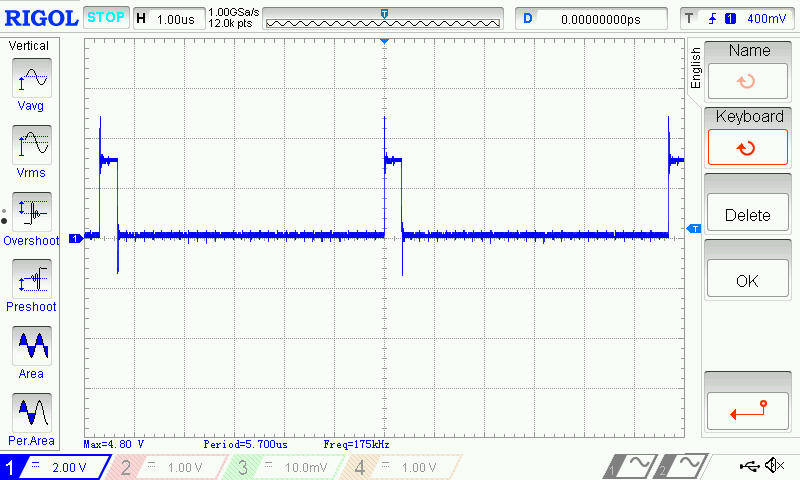 RIGOL STOP H 1.00us 1.00GSa/s D 0.00000000ps T 1 400mV
12.0k pts
Vertical
Vavg
Vrms
Overshoot
Preshoot
Area
Per.Area
T
1
T
English
Name
Keyboard
Delete
OK
Max=4.80 V Period=5.700us Freq=175kHz
1 2.00 V 2 1.00 V 3 10.0mV 4 1.00 V 1 2